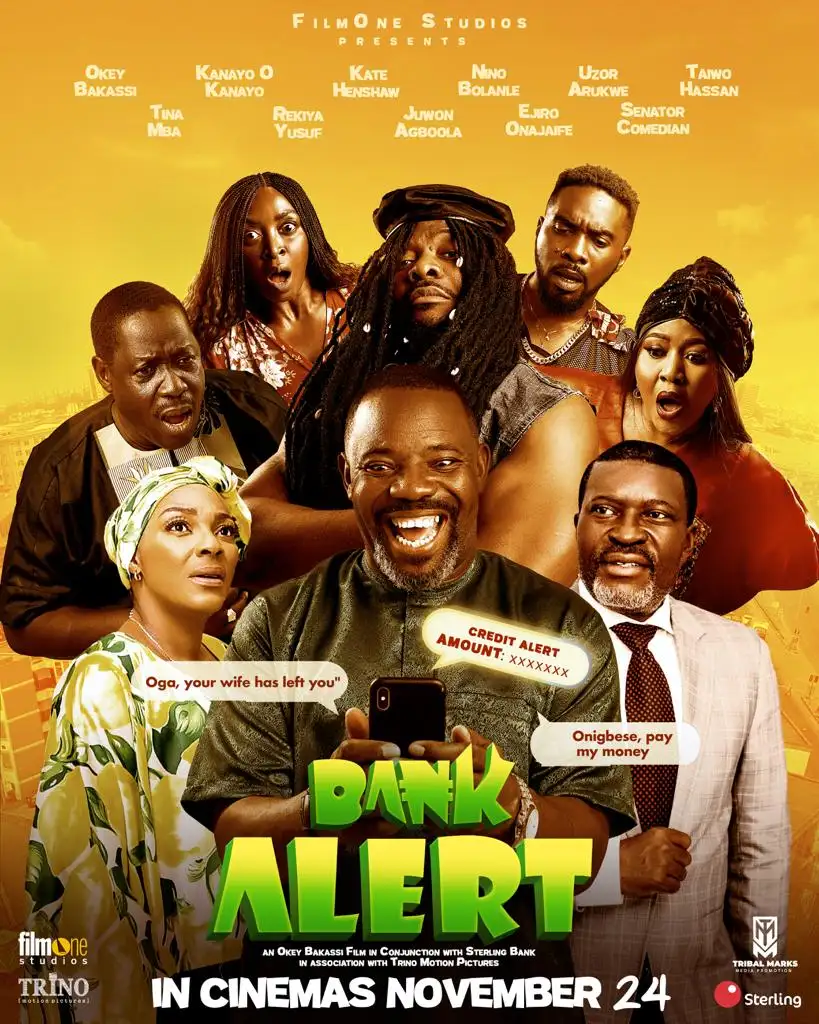 FILMONE STUDIOS
PRESENTS
OKEY BAKASSI
KANAYO O KANAYO
KATE HENSHAW
NINO BOLANLE
UZOR ARUKWE
TAIWO HASSAN
TINA MBA
REKIYA YUSUF
JUWON AGBOOLA
EJIRO ONAJAIFE
SENATOR COMEDIAN
CREDIT ALERT
AMOUNT: XXXXXXX
Oga, your wife has left you"
Onigbese, pay
my money
BANK
ALERT
AN OKEY BAKASSI FILM IN CONJUNCTION WITH STERLING BANK
IN ASSOCIATION WITH TRINO MOTION PICTURES
IN CINEMAS NOVEMBER 24
filmone
studios
TRINO
[motion pictures]
TRIBAL MARKS
MEDIA PROMOTION
Sterling